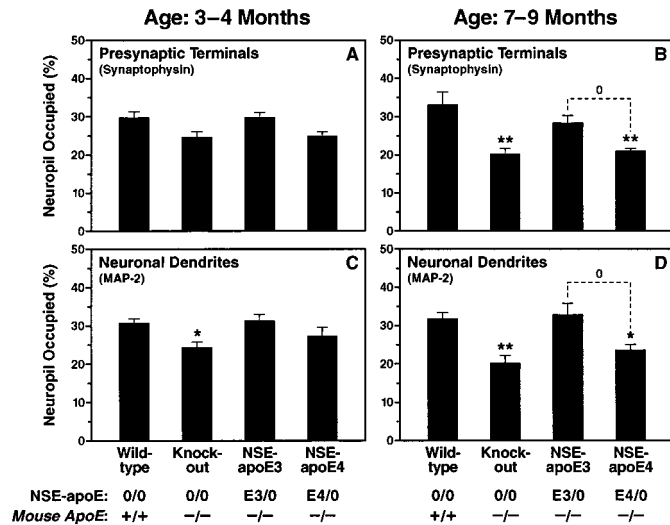 Age: 3–4 Months
Age: 7–9 Months
Neuropil Occupied (%)
50
40
30
20
10
0
Presynaptic Terminals
(Synaptophysin)
A
50
40
30
20
10
0
Presynaptic Terminals
(Synaptophysin)
B
**
o
**
Neuropil Occupied (%)
50
40
30
20
10
0
Neuronal Dendrites
(MAP-2)
C
*
50
40
30
20
10
0
Neuronal Dendrites
(MAP-2)
D
**
o
*
Wild-type Knock-out NSE-apoE3 NSE-apoE4 Wild-type Knock-out NSE-apoE3 NSE-apoE4
NSE-apoE: 0/0 0/0 E3/0 E4/0 0/0 0/0 E3/0 E4/0
Mouse ApoE: +/+ –/– –/– –/– +/+ –/– –/– –/–